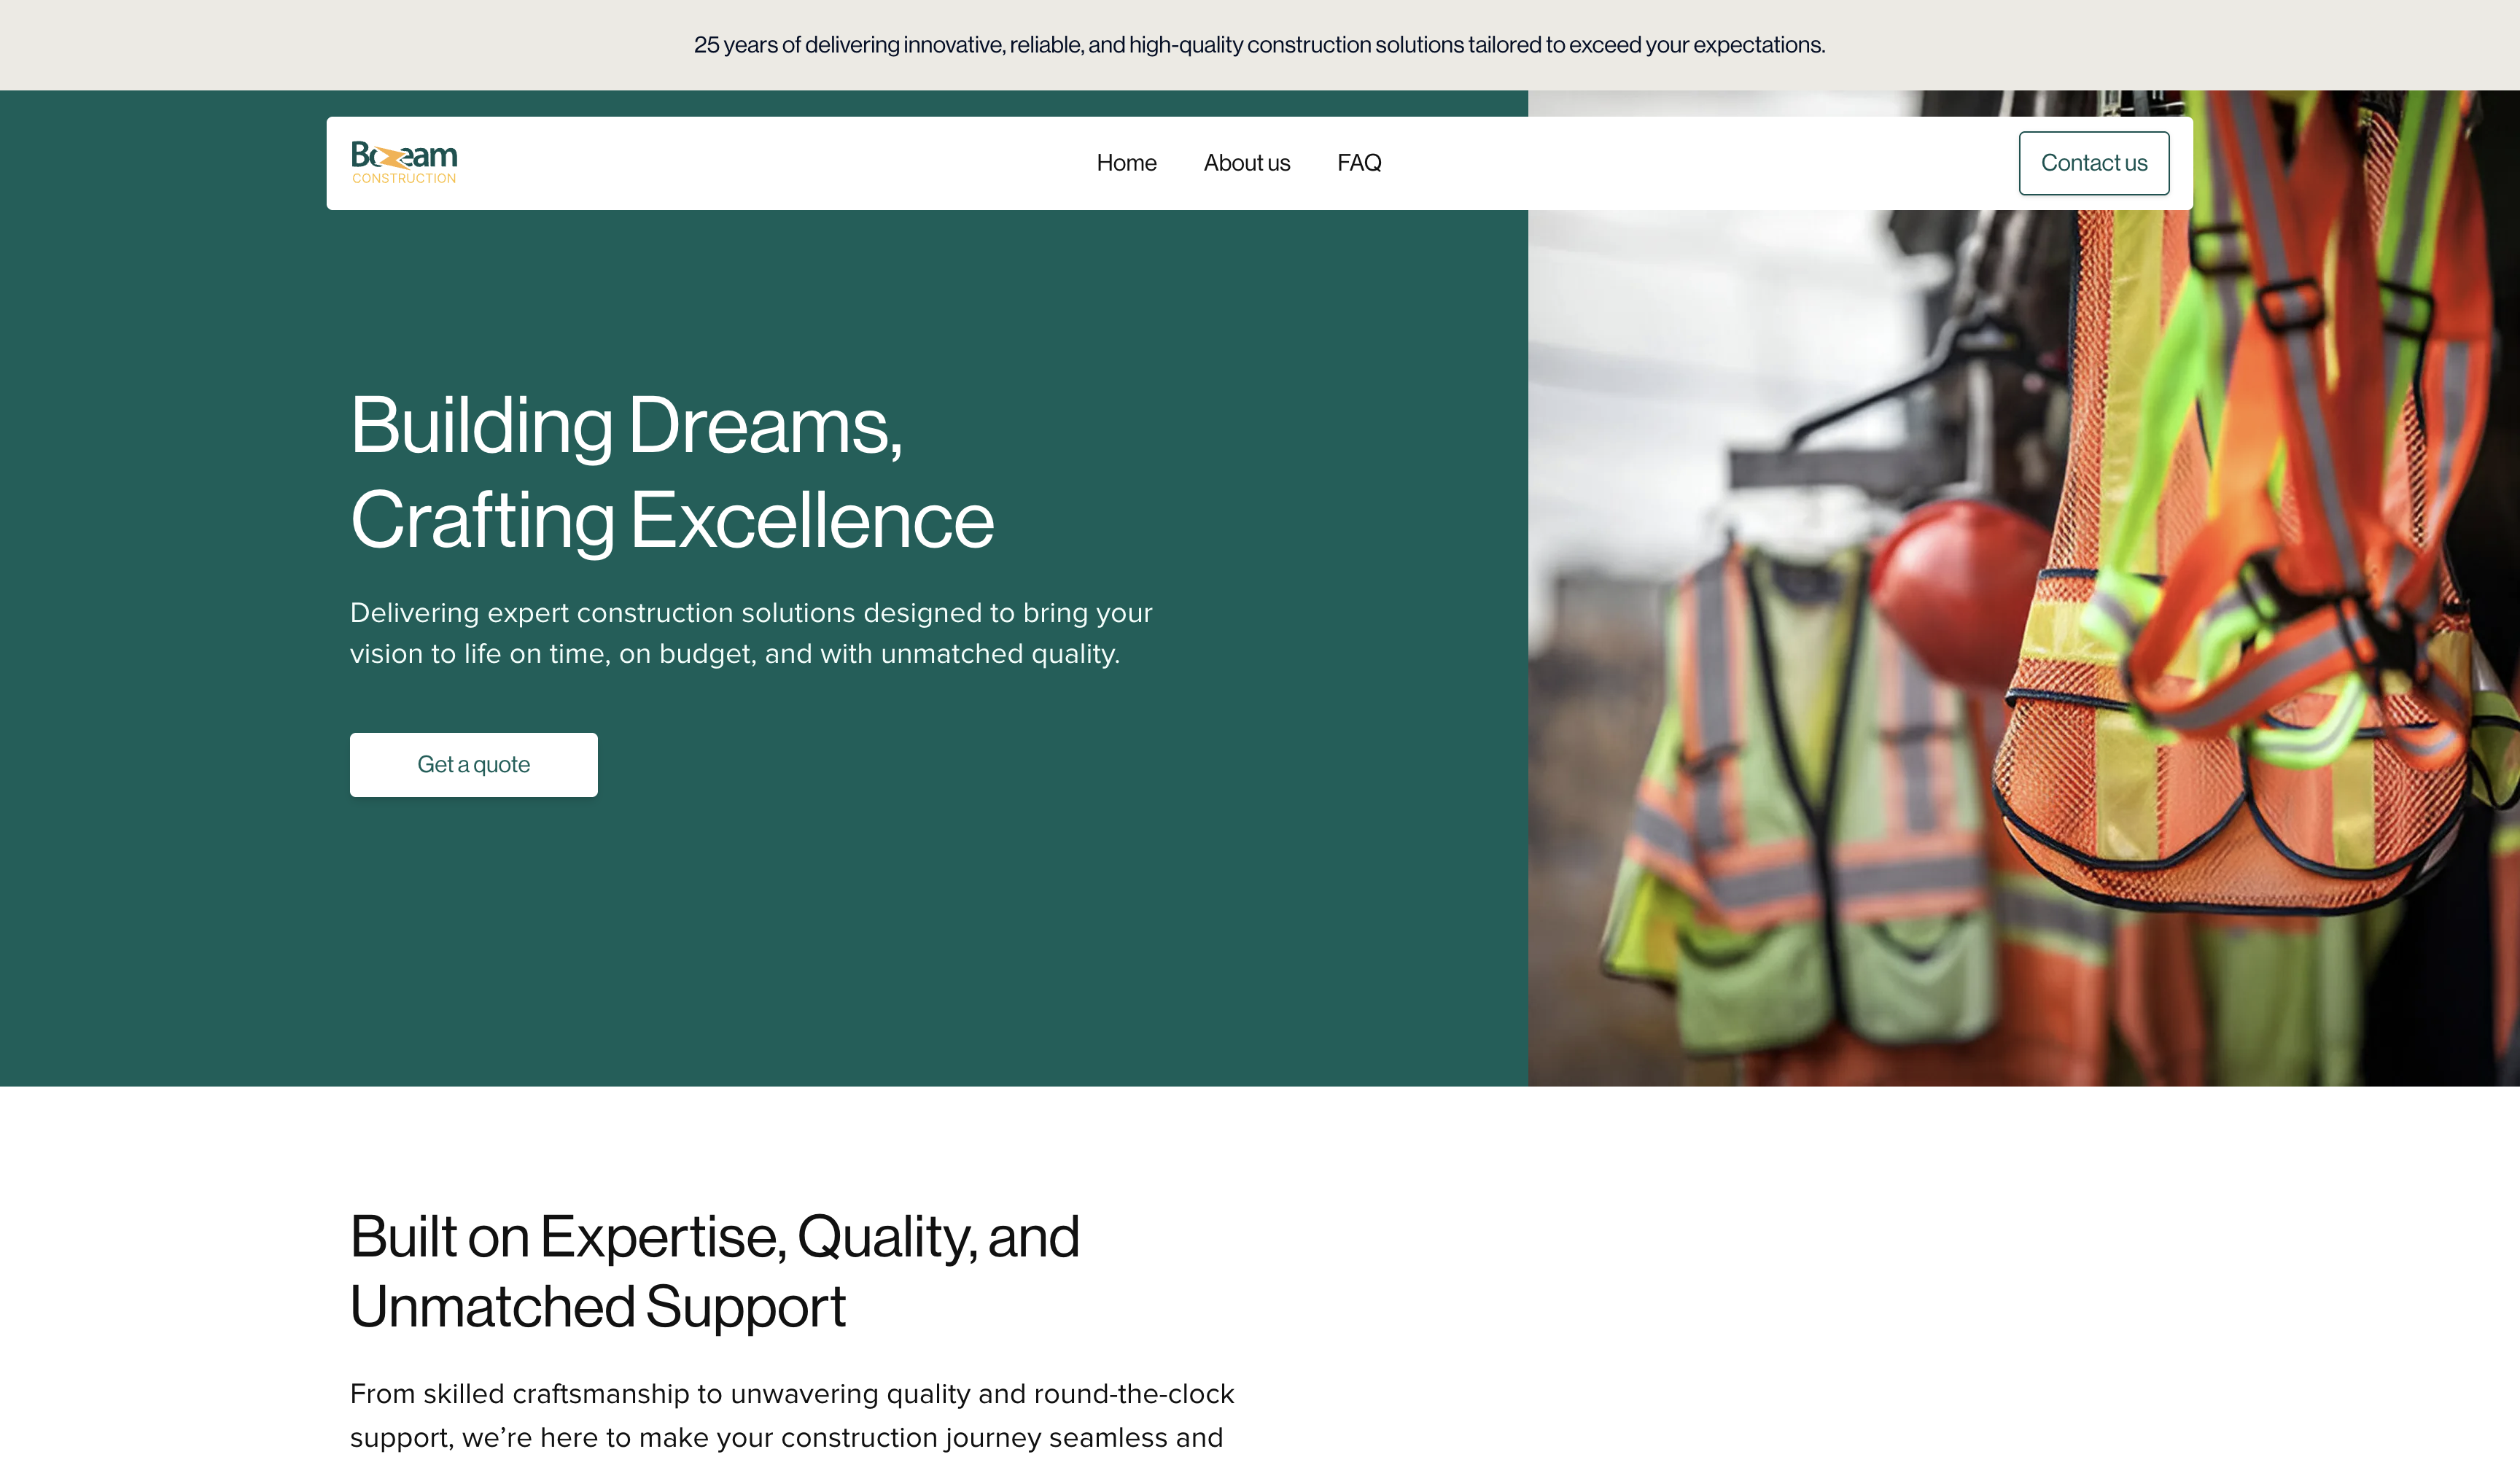 25 years of delivering innovative, reliable, and high-quality construction solutions tailored to exceed your expectations.
CONSTRUCTION
Home
About us
FAQ
Contact us
Building Dreams,
Crafting Excellence
Delivering expert construction solutions designed to bring your
vision to life on time, on budget, and with unmatched quality.
Get a quote
Built on Expertise, Quality, and
Unmatched Support
From skilled craftsmanship to unwavering quality and round-the-clock
support, we’re here to make your construction journey seamless and